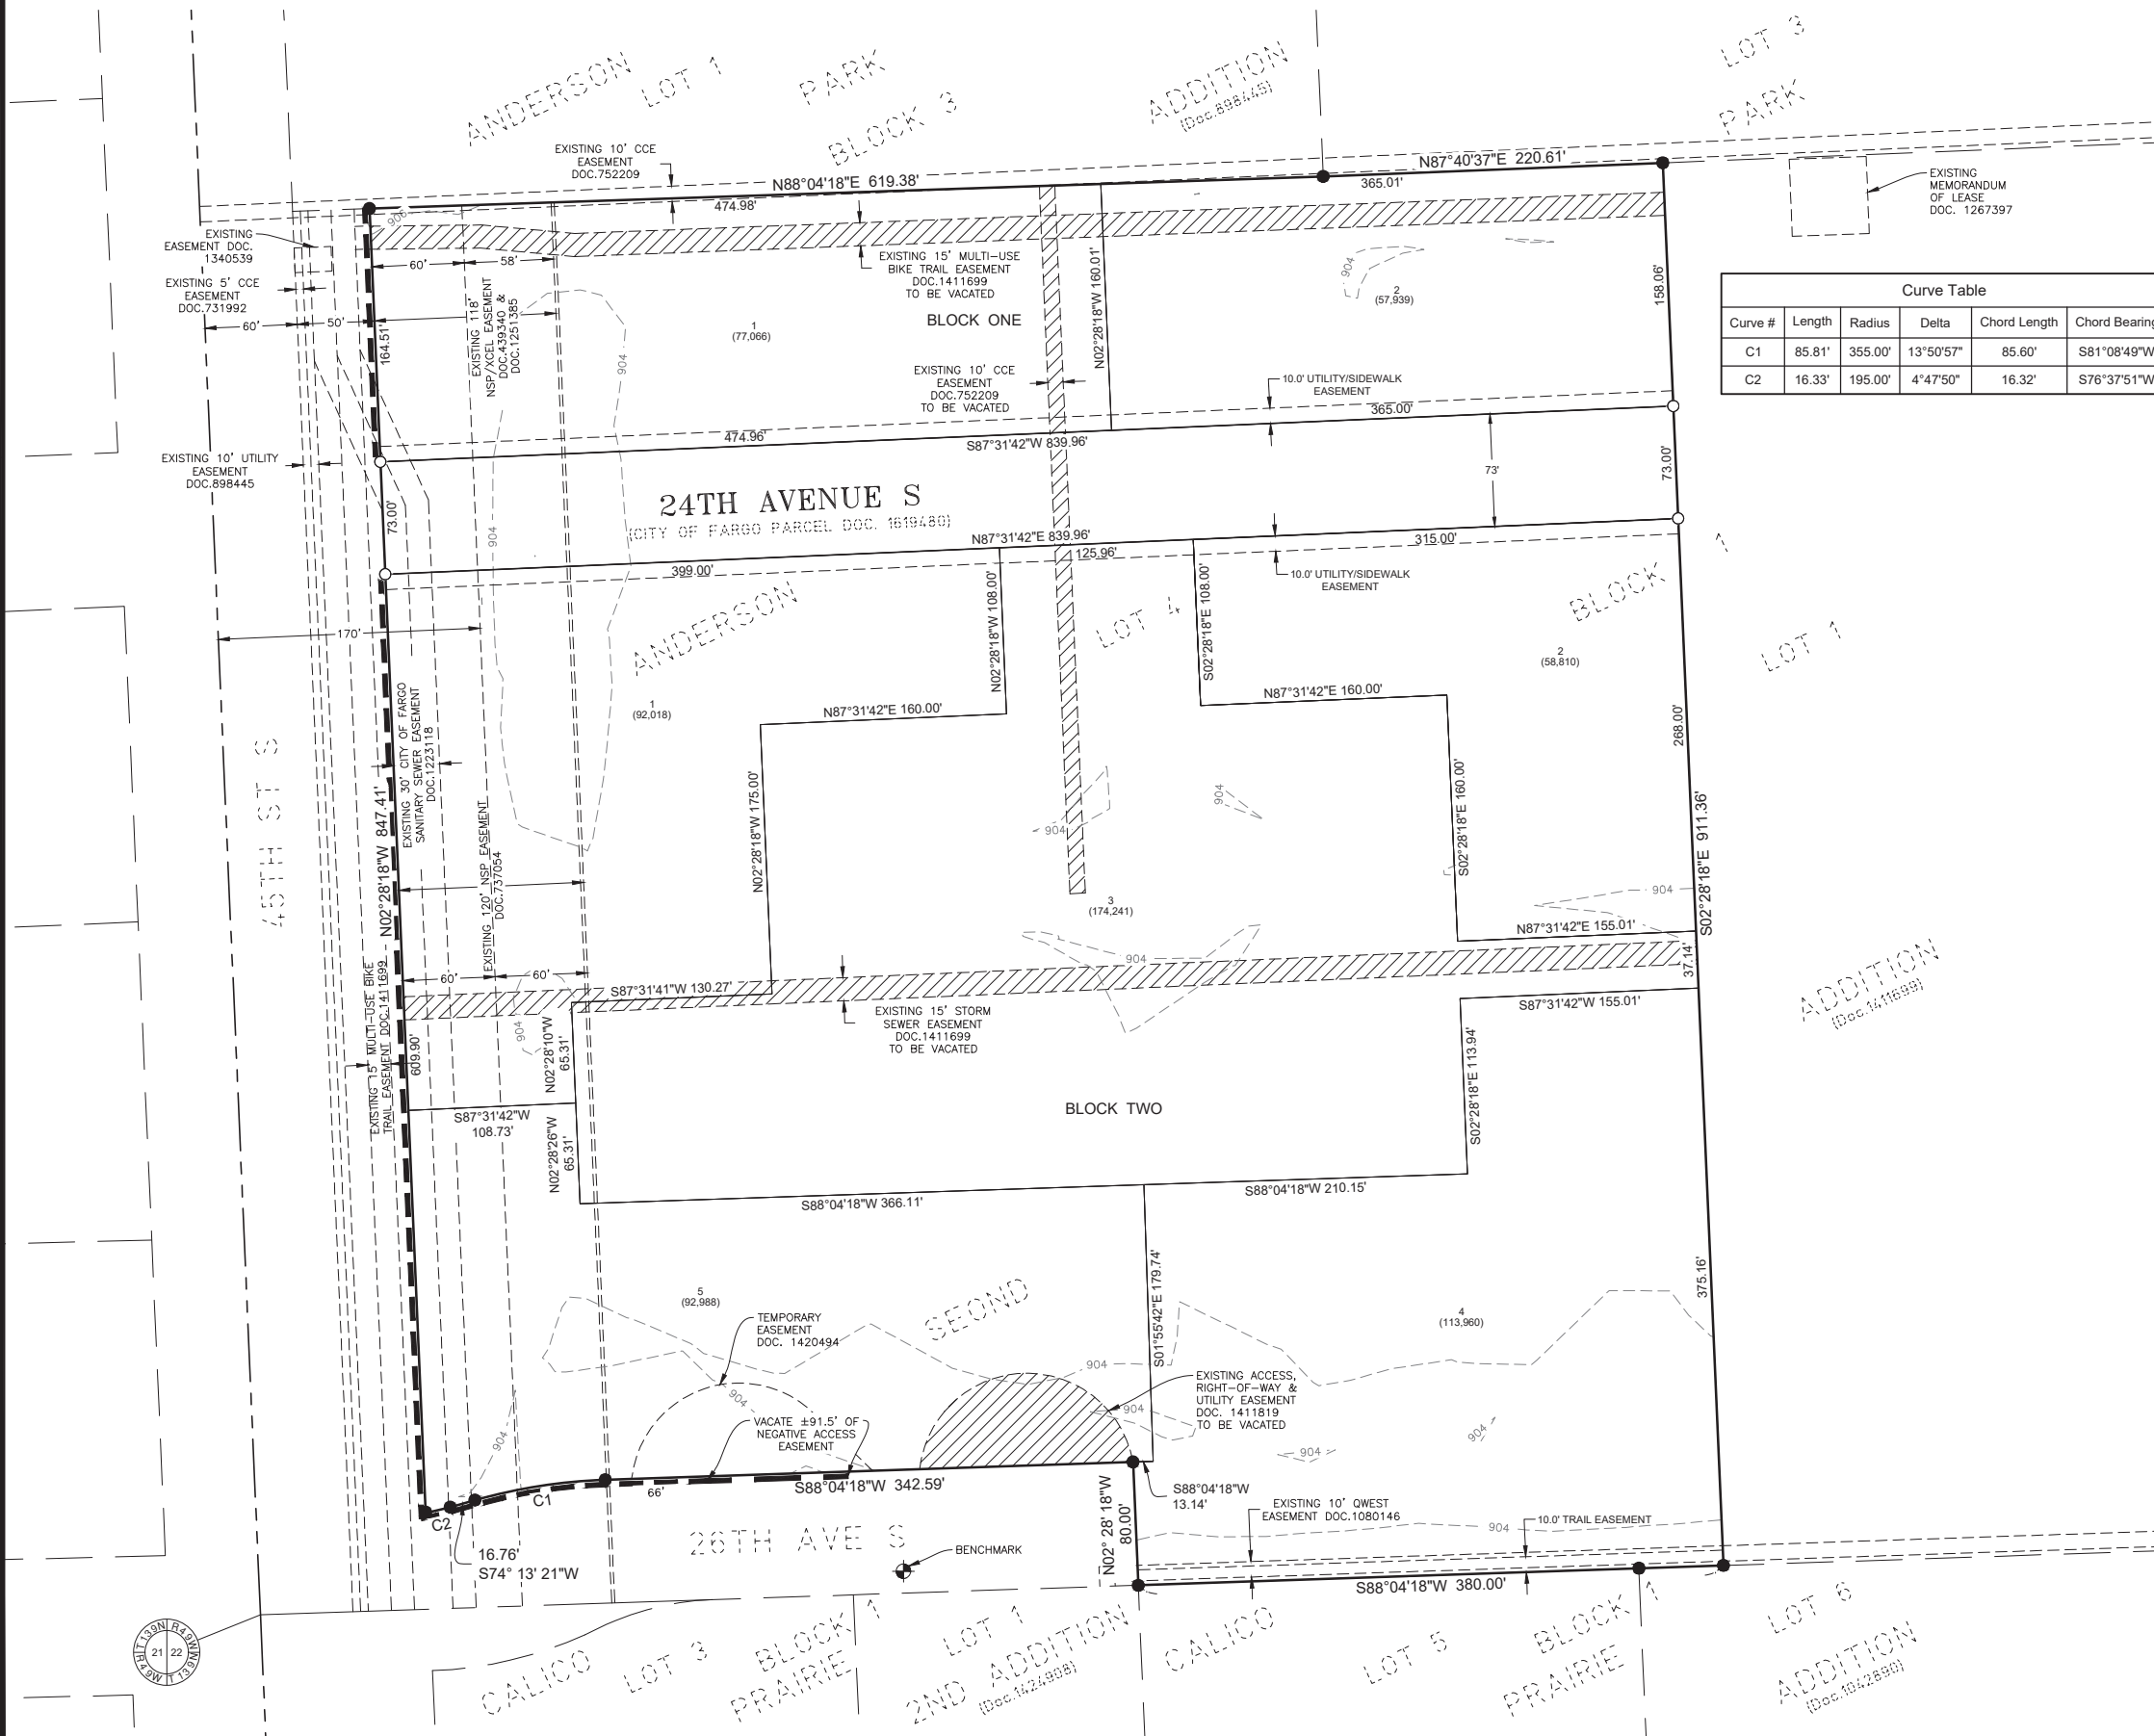 ANDERSON
LOT 1
PARK
BLOCK 3
ADDITION
(Doc.898445)
LOT 3
PARK
EXISTING 10' CCE
EASEMENT
DOC.752209
N88°04'18"E 619.38'
474.98'
N87°40'37"E 220.61'
365.01'
EXISTING
MEMORANDUM
OF LEASE
DOC. 1267397
906
EXISTING
EASEMENT DOC.
1340539
EXISTING 5' CCE
EASEMENT
DOC.731992
60'
50'
60'
58'
EXISTING 118'
NSP/XCEL EASEMENT
DOC.439340 &
DOC.1251385
164.51'
904
EXISTING 15' MULTI-USE
BIKE TRAIL EASEMENT
DOC.1411699
TO BE VACATED
1
(77,066)
BLOCK ONE
EXISTING 10' CCE
EASEMENT
DOC.752209
TO BE VACATED
N02°28'18"W 160.01'
904
2
(57,939)
158.06'
10.0' UTILITY/SIDEWALK
EASEMENT
365.00'
Curve Table
Curve # Length Radius Delta Chord Length Chord Bearing
C1 85.81' 355.00' 13°50'57" 85.60' S81°08'49"W
C2 16.33' 195.00' 4°47'50" 16.32' S76°37'51"W
474.96'
S87°31'42"W 839.96'
EXISTING 10' UTILITY
EASEMENT
DOC.898445
73.00'
904
24TH AVENUE S
(CITY OF FARGO PARCEL DOC. 1619480)
73'
73.00'
N87°31'42"E 839.96'
399.00'
125.96'
315.00'
10.0' UTILITY/SIDEWALK
EASEMENT
170'
ANDERSON
LOT 4
BLOCK 1
LOT 1
N02°28'18"W 108.00'
S02°28'18"E 108.00'
1
(92,018)
N87°31'42"E 160.00'
N87°31'42"E 160.00'
2
(58,810)
268.00'
45TH ST S
N02°28'18"W 847.41'
EXISTING 30' CITY OF FARGO
SANITARY SEWER EASEMENT
DOC.1223118
EXISTING 120' NSP EASEMENT
DOC.737054
N02°28'18"W 175.00'
904
904
S02°28'18"E 160.00'
S02°28'18"E 911.36'
904
3
(174,241)
N87°31'42"E 155.01'
904
37.14'
60'
60'
S87°31'41"W 130.27'
EXISTING 15' STORM
SEWER EASEMENT
DOC.1411699
TO BE VACATED
S87°31'42"W 155.01'
ADDITION
(Doc.1411699)
EXISTING 15' MULTI-USE BIKE
TRAIL EASEMENT DOC.1411699
609.90'
904
N02°28'10"W
65.31'
S87°31'42"W
108.73'
N02°28'26"W
65.31'
BLOCK TWO
S02°28'18"E 113.94'
S88°04'18"W 366.11'
S88°04'18"W 210.15'
S01°55'42"E 179.74'
375.16'
5
(92,988)
SEOND
4
(113,960)
TEMPORARY
EASEMENT
DOC. 1420494
904
904
904
EXISTING ACCESS,
RIGHT-OF-WAY &
UTILITY EASEMENT
DOC. 1411819
TO BE VACATED
904
VACATE ±91.5' OF
NEGATIVE ACCESS
EASEMENT
904
904
C2
C1
66'
S88°04'18"W 342.59'
S88°04'18"W
13.14'
N02° 28' 18"W
80.00'
EXISTING 10' QWEST
EASEMENT DOC.1080146
904
10.0' TRAIL EASEMENT
16.76'
S74° 13' 21"W
26TH AVE S
BENCHMARK
S88°04'18"W 380.00'
T139N R49W
21 22
R49W T139N
CALICO
LOT 3
BLOCK 1
PRAIRIE
LOT 1
2ND ADDITION
(Doc.1424908)
CALICO
LOT 5
BLOCK 1
PRAIRIE
LOT 6
ADDITION
(Doc.1042890)